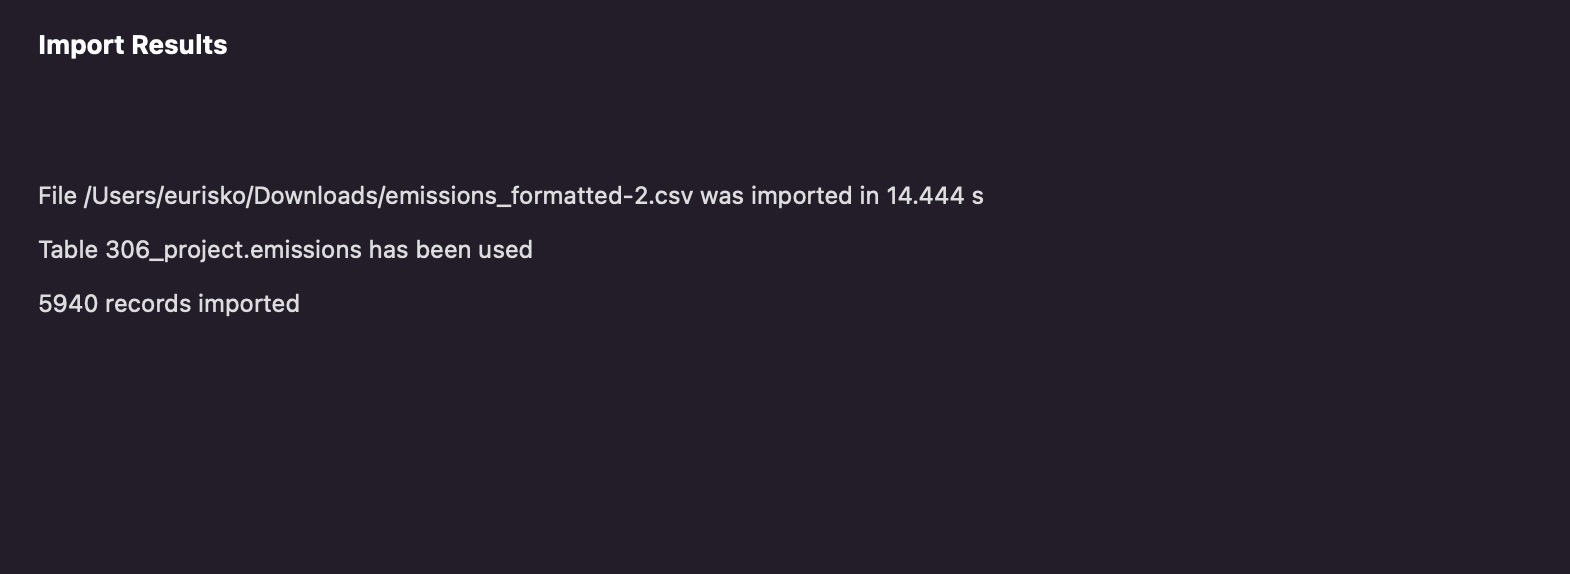 Import Results
File /Users/eurisko/Downloads/emissions_formatted-2.csv was imported in 14.444 s
Table 306_project.emissions has been used
5940 records imported